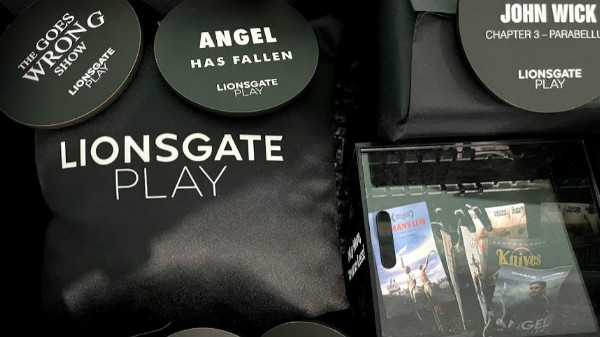 THE GOES
WRONG
SHOW
LIONSGATE
PLAY
ANGEL
HAS FALLEN
LIONSGATE
PLAY
JOHN WICK
CHAPTER 3 – PARABELLU
LIONSGATE
PLAY
LIONSGATE
PLAY
Knives
ANGEL